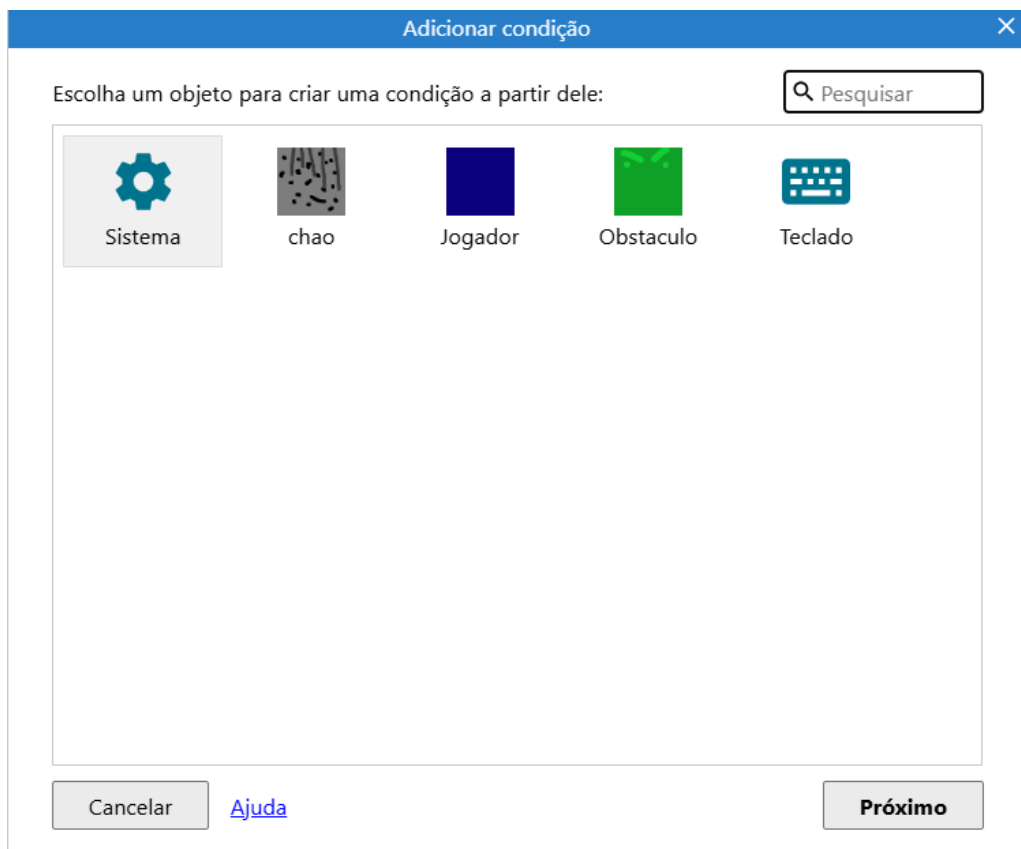 Adicionar condição
Escolha um objeto para criar uma condição a partir dele:
Pesquisar
Sistema
chao
Jogador
Obstaculo
Teclado
Cancelar
Ajuda
Próximo